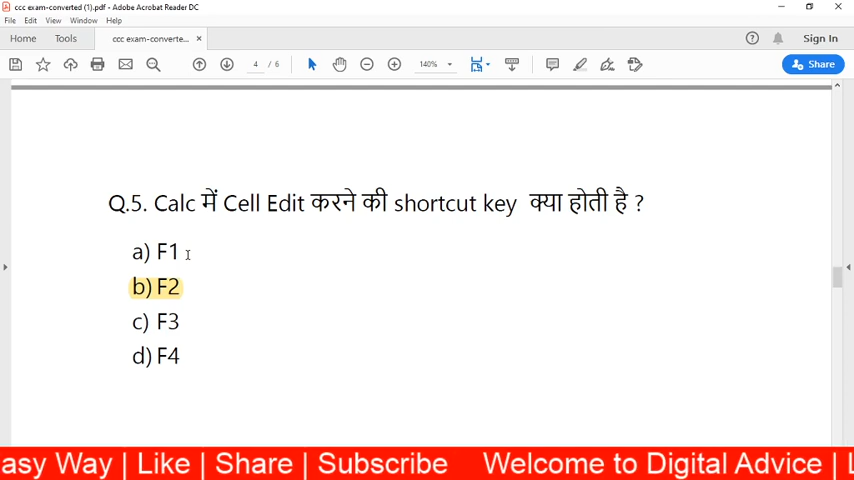 ccc exam-converted (1).pdf - Adobe Acrobat Reader DC
File Edit View Window Help
Home Tools ccc exam-converte... × Sign In
4 / 6 140% Share
Q.5. Calc में Cell Edit करने की shortcut key क्या होती है ?
a) F1
b) F2
c) F3
d) F4
asy Way | Like | Share | Subscribe Welcome to Digital Advice | L